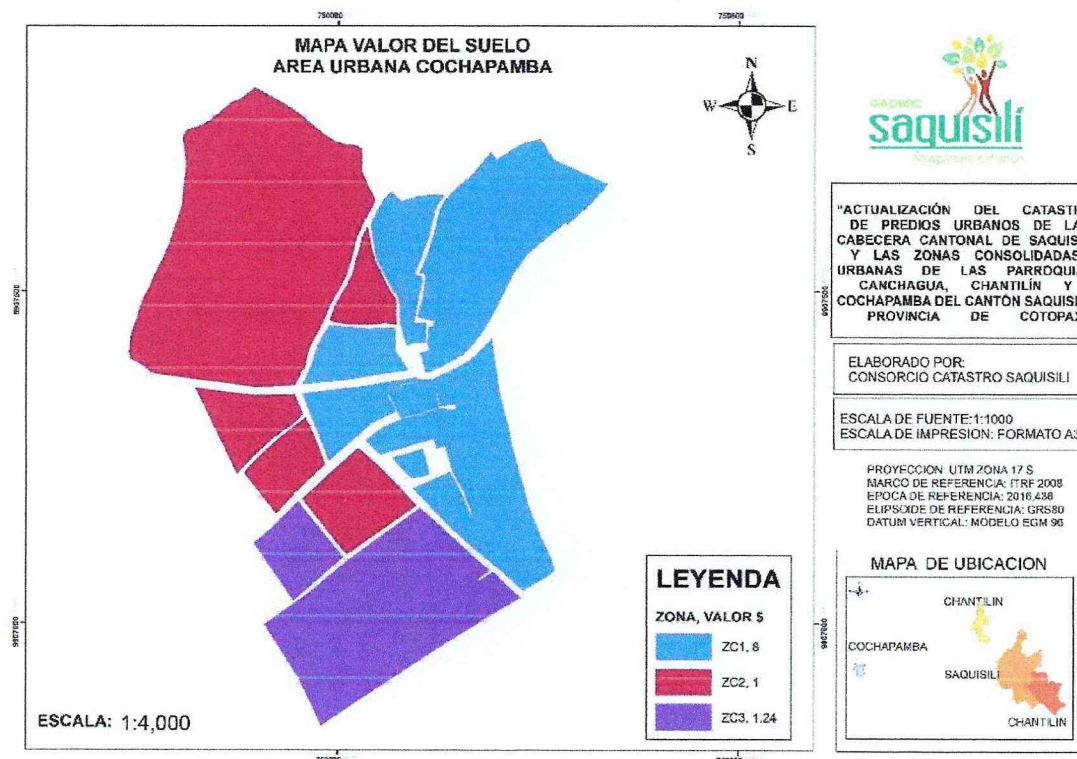 MAPA VALOR DEL SUELO
AREA URBANA COCHAPAMBA
N
W E
S
saquisilí
"ACTUALIZACIÓN DEL CATASTR
DE PREDIOS URBANOS DE LA
CABECERA CANTONAL DE SAQUIS
Y LAS ZONAS CONSOLIDADAS
URBANAS DE LAS PARROQUI
CANCHAGUA, CHANTILÍN Y
COCHAPAMBA DEL CANTÓN SAQUISI
PROVINCIA DE COTOPAX
ELABORADO POR:
CONSORCIO CATASTRO SAQUISILI
ESCALA DE FUENTE:1:1000
ESCALA DE IMPRESION: FORMATO A3
PROYECCION: UTM ZONA 17 S
MARCO DE REFERENCIA: ITRF 2008
EPOCA DE REFERENCIA: 2016.486
ELIPSOIDE DE REFERENCIA: GRS80
DATUM VERTICAL: MODELO EGM 96
MAPA DE UBICACION
CHANTILIN
COCHAPAMBA
SAQUISILÍ
CHANTILIN
LEYENDA
ZONA, VALOR $
ZC1, 8
ZC2, 1
ZC3, 1.24
ESCALA: 1:4,000